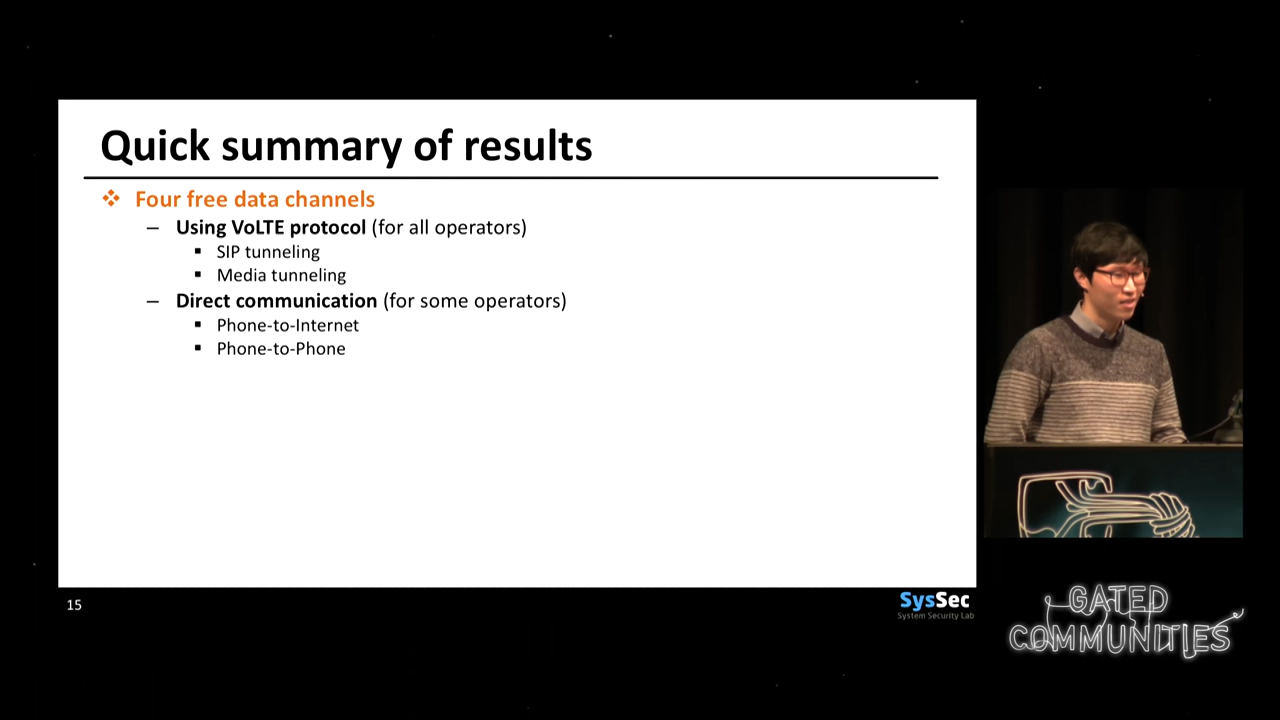 Quick summary of results
❖ Four free data channels
– Using VoLTE protocol (for all operators)
▪ SIP tunneling
▪ Media tunneling
– Direct communication (for some operators)
▪ Phone-to-Internet
▪ Phone-to-Phone
15
SysSec
System Security Lab
GATED
COMMUNITIES